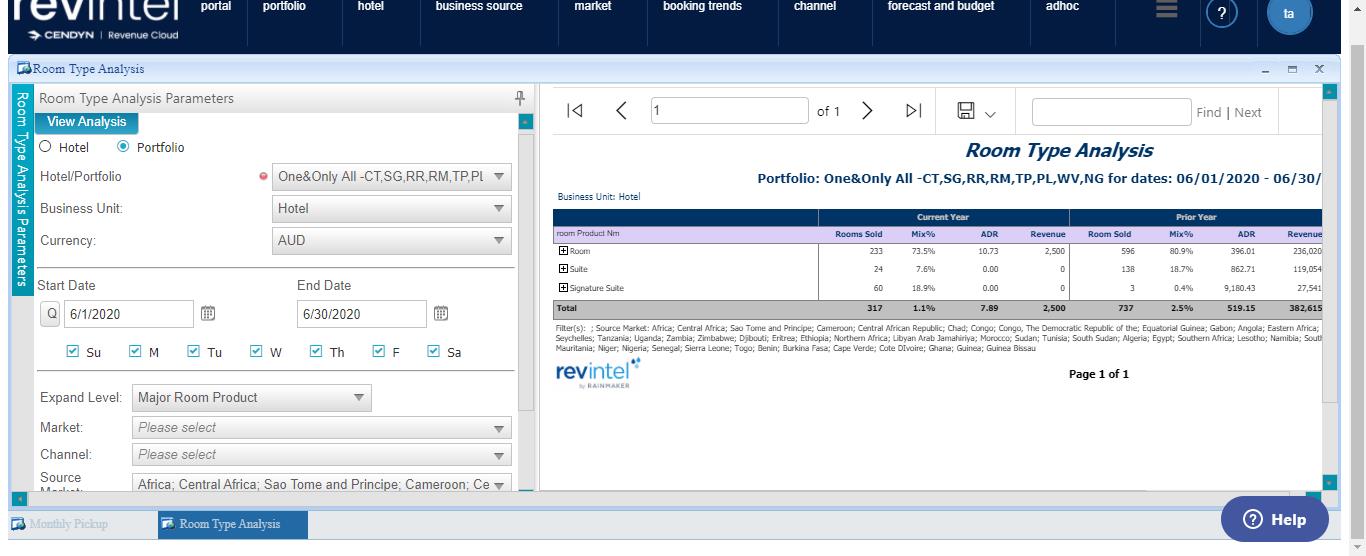 revintel
CENDYN | Revenue Cloud
portal portfolio hotel business source market booking trends channel forecast and budget adhoc
? ta
Room Type Analysis
Room Type Analysis Parameters
Room Type Analysis Parameters
View Analysis
Hotel Portfolio
Hotel/Portfolio One&Only All -CT,SG,RR,RM,TP,PL
Business Unit: Hotel
Currency: AUD
Start Date End Date
Q 6/1/2020 6/30/2020
Su M Tu W Th F Sa
Expand Level: Major Room Product
Market: Please select
Channel: Please select
Source
Market: Africa; Central Africa; Sao Tome and Principe; Cameroon; Ce
1 of 1 Find | Next
Room Type Analysis
Portfolio: One&Only All -CT,SG,RR,RM,TP,PL,WV,NG for dates: 06/01/2020 - 06/30/
Business Unit: Hotel
Current Year Prior Year
room Product Nm Rooms Sold Mix% ADR Revenue Room Sold Mix% ADR Revenue
Room 233 73.5% 10.73 2,500 596 80.9% 396.01 236,020
Suite 24 7.6% 0.00 0 138 18.7% 862.71 119,054
Signature Suite 60 18.9% 0.00 0 3 0.4% 9,180.43 27,541
Total 317 1.1% 7.89 2,500 737 2.5% 519.15 382,615
Filter(s): ; Source Market: Africa; Central Africa; Sao Tome and Principe; Cameroon; Central African Republic; Chad; Congo; Congo, The Democratic Republic of the; Equatorial Guinea; Gabon; Angola; Eastern Africa;
Seychelles; Tanzania; Uganda; Zambia; Zimbabwe; Djibouti; Eritrea; Ethiopia; Northern Africa; Libyan Arab Jamahiriya; Morocco; Sudan; Tunisia; South Sudan; Algeria; Egypt; Southern Africa; Lesotho; Namibia; South
Mauritania; Niger; Nigeria; Senegal; Sierra Leone; Togo; Benin; Burkina Fasa; Cape Verde; Cote DIvoire; Ghana; Guinea; Guinea Bissau
revintel
by RAINMAKER
Page 1 of 1
Monthly Pickup Room Type Analysis
? Help